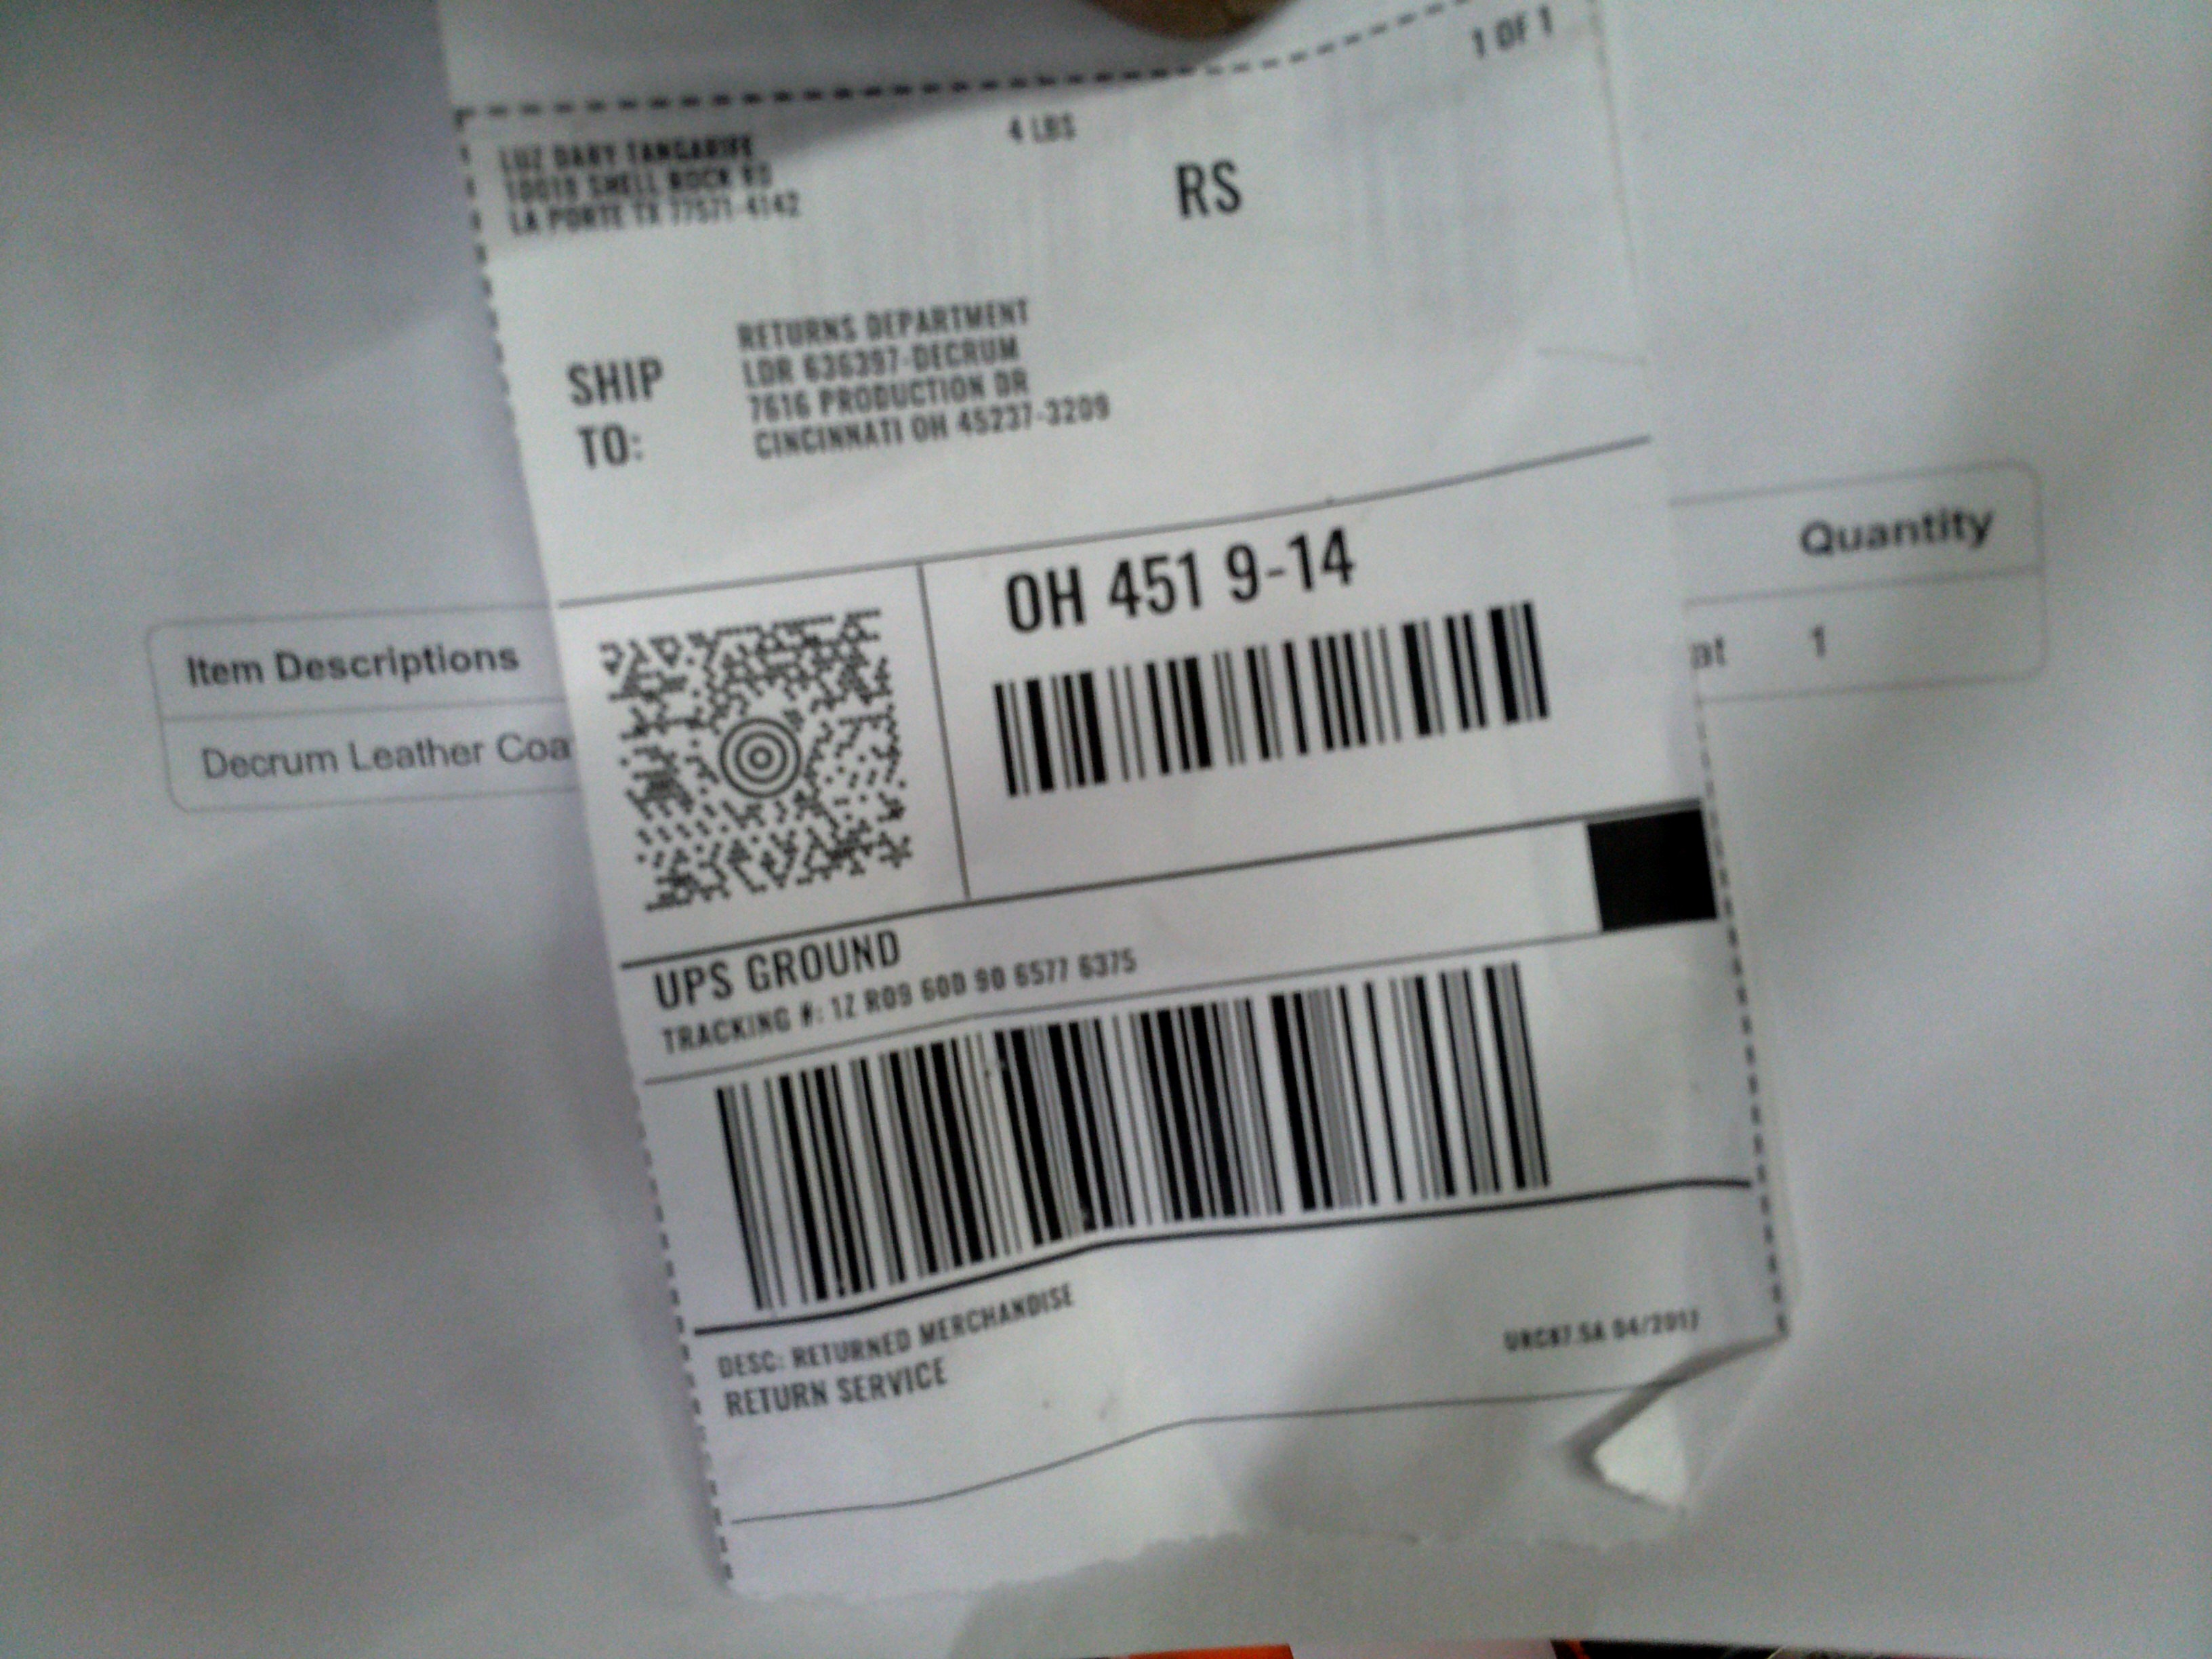 1 OF 1
4 LBS
LUZ DARY TANGARIFE
10019 SHELL ROCK RD
LA PORTE TX 77571-4142
RS
SHIP
TO:
RETURNS DEPARTMENT
LDR 636397-DECRUM
7616 PRODUCTION DR
CINCINNATI OH 45237-3209
OH 451 9-14
Item Descriptions
Quantity
Decrum Leather Coa
at
1
UPS GROUND
TRACKING #: 1Z R09 60D 90 6577 6375
DESC: RETURNED MERCHANDISE
RETURN SERVICE
04/2017